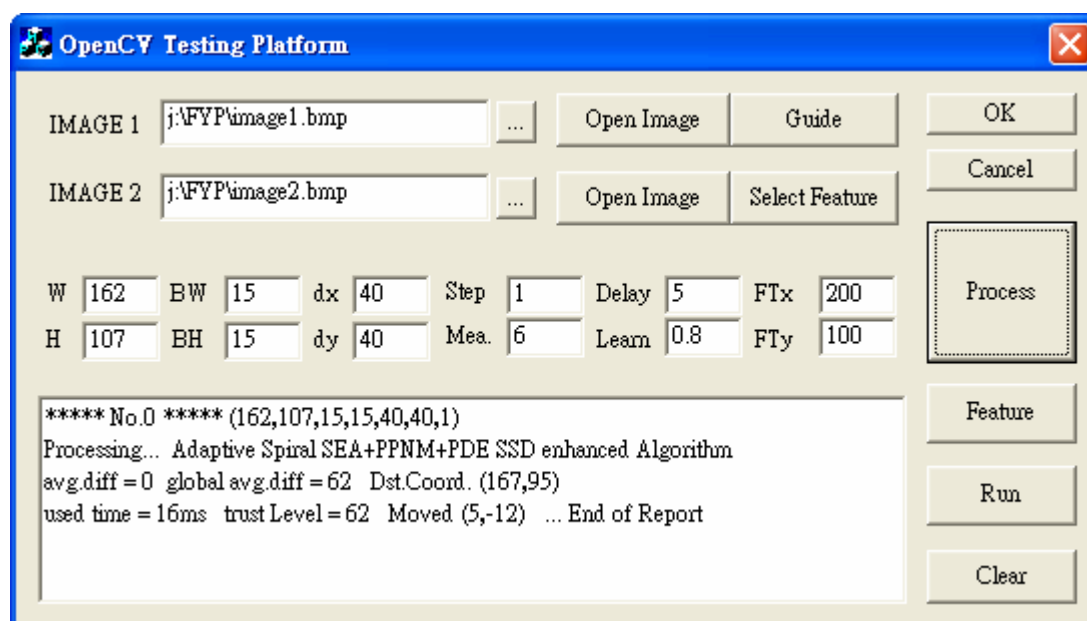 OpenCV Testing Platform
IMAGE 1 j:\FYP\image1.bmp ... Open Image Guide OK
Cancel
IMAGE 2 j:\FYP\image2.bmp ... Open Image Select Feature
W 162 BW 15 dx 40 Step 1 Delay 5 FTx 200 Process
H 107 BH 15 dy 40 Mea. 6 Learn 0.8 FTy 100
***** No.0 ***** (162,107,15,15,40,40,1) Feature
Processing... Adaptive Spiral SEA+PPNM+PDE SSD enhanced Algorithm
avg.diff = 0 global avg.diff = 62 Dst.Coord. (167,95)
used time = 16ms trust Level = 62 Moved (5,-12) ... End of Report
Run
Clear